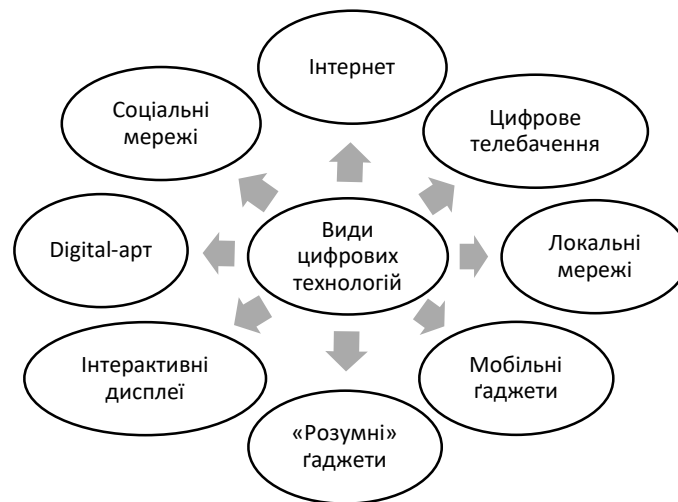 Інтернет
Соціальні
мережі
Цифрове
телебачення
Digital-арт
Види
цифрових
технологій
Локальні
мережі
Інтерактивні
дисплеї
Мобільні
ґаджети
«Розумні»
ґаджети